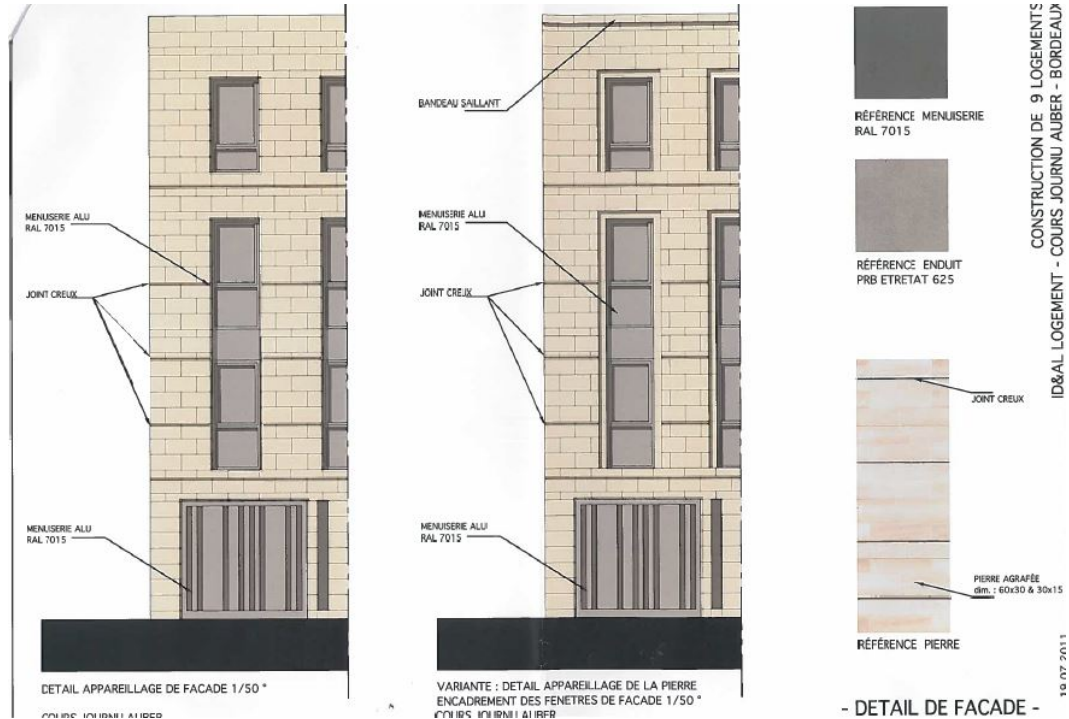 MENUISERIE ALU
RAL 7015
JOINT CREUX
MENUISERIE ALU
RAL 7015
DETAIL APPAREILLAGE DE FACADE 1/50 °
COURS JOURNU AUBER
BANDEAU SAILLANT
MENUISERIE ALU
RAL 7015
JOINT CREUX
MENUISERIE ALU
RAL 7015
VARIANTE : DETAIL APPAREILLAGE DE LA PIERRE
ENCADREMENT DES FENETRES DE FACADE 1/50 °
COURS JOURNU AUBER
RÉFÉRENCE MENUISERIE
RAL 7015
RÉFÉRENCE ENDUIT
PRB ETRETAT 625
JOINT CREUX
PIERRE AGRAFÉE
dim. : 60x30 & 30x15
RÉFÉRENCE PIERRE
- DETAIL DE FACADE -
CONSTRUCTION DE 9 LOGEMENTS
ID&AL LOGEMENT - COURS JOURNU AUBER - BORDEAUX
19.07.2011